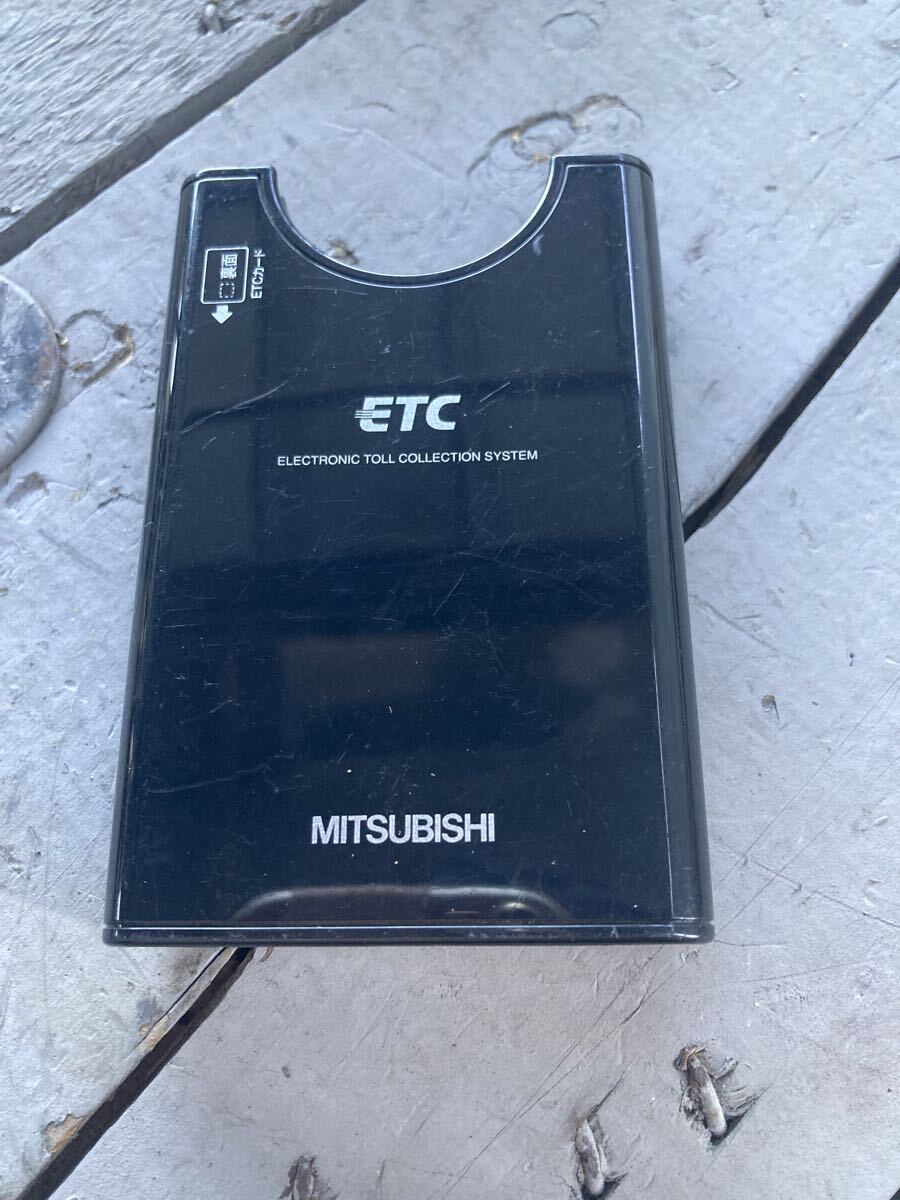 裏面
ETCカード
ETC
ELECTRONIC TOLL COLLECTION SYSTEM
MITSUBISHI